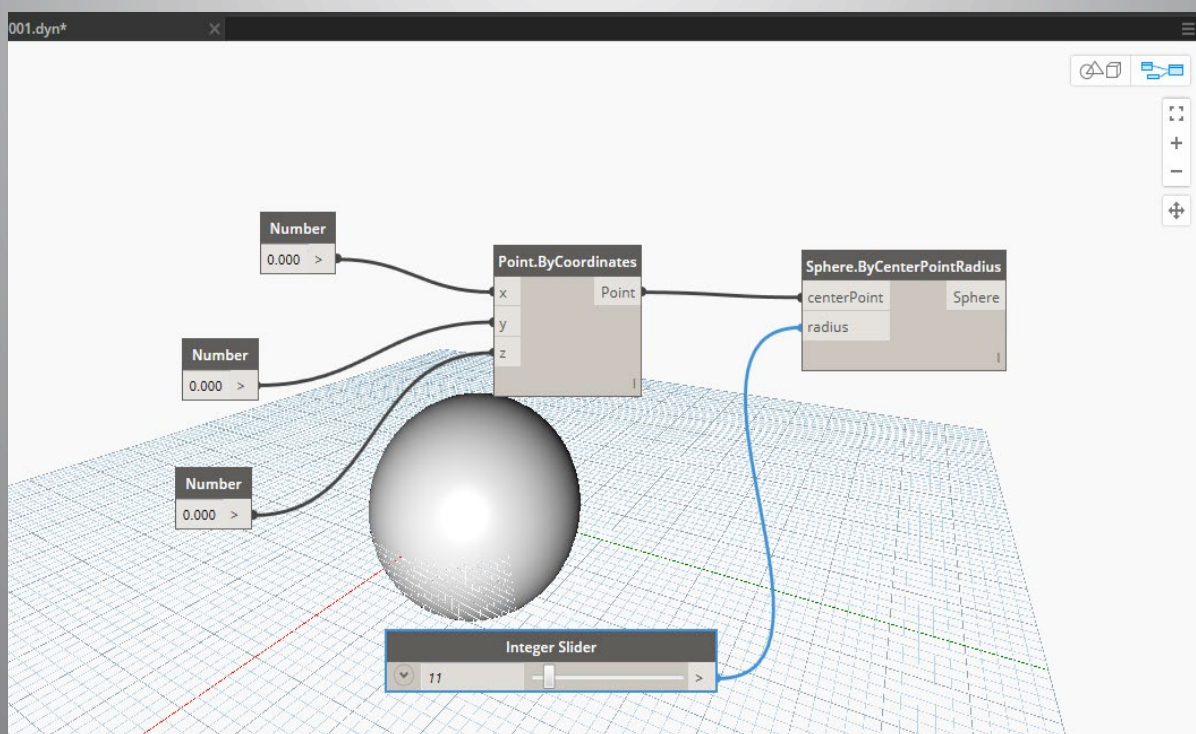 001.dyn*
Number
0.000 >
Point.ByCoordinates
x Point
y
z
Sphere.ByCenterPointRadius
centerPoint Sphere
radius
Number
0.000 >
Number
0.000 >
Integer Slider
11 >